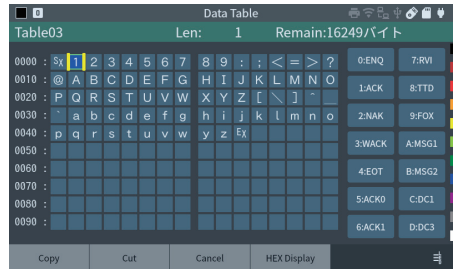 0 Data Table
Table03 Len: 1 Remain:16249バイト
0000 : Sx 1 2 3 4 5 6 7 8 9 : ; < = > ?
0010 : @ A B C D E F G H I J K L M N O
0020 : P Q R S T U V W X Y Z [ \ ] ^ _
0030 : ` a b c d e f g h i j k l m n o
0040 : p q r s t u v w y z Ex
0050 :
0060 :
0070 :
0080 :
0090 :
0:ENQ 7:RVI
1:ACK 8:TTD
2:NAK 9:FOX
3:WACK A:MSG1
4:EOT B:MSG2
5:ACK0 C:DC1
6:ACK1 D:DC3
Copy Cut Cancel HEX Display